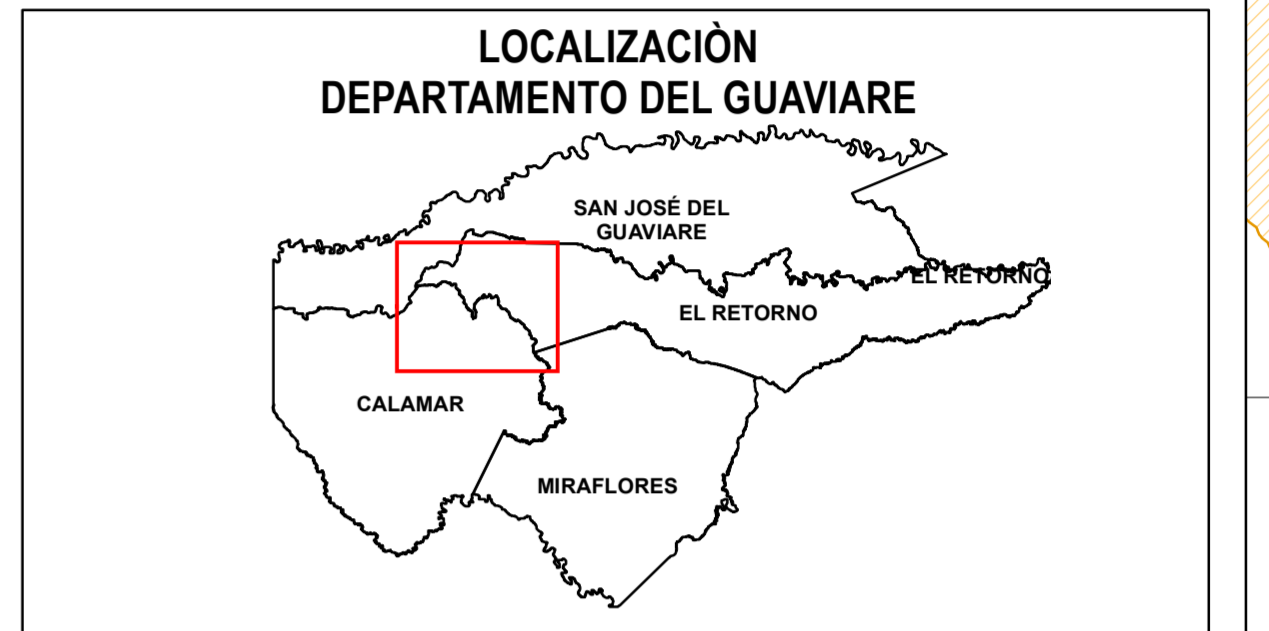 LOCALIZACIÒN
DEPARTAMENTO DEL GUAVIARE
SAN JOSÉ DEL
GUAVIARE
EL RETORNO
EL RETORNO
CALAMAR
MIRAFLORES